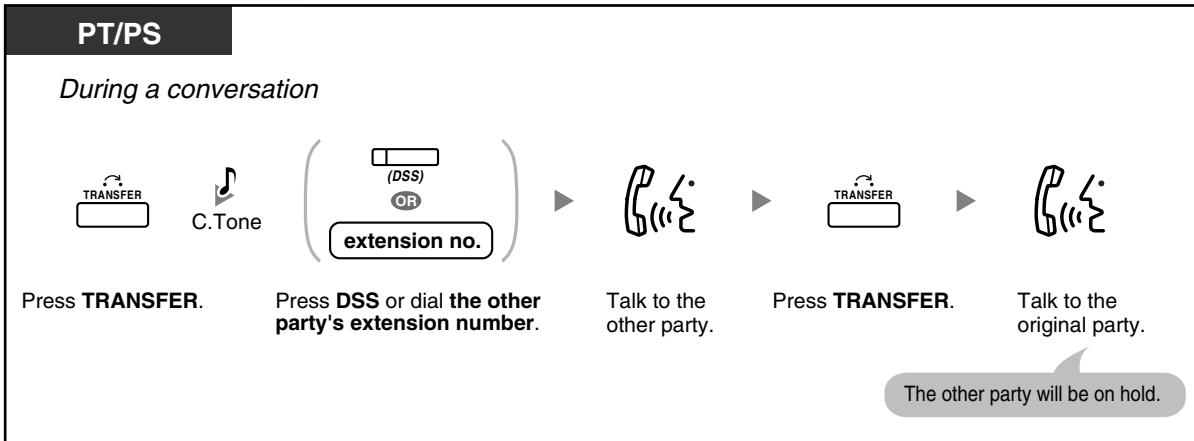 PT/PS
During a conversation
TRANSFER
C.Tone
(DSS)
OR
extension no.
TRANSFER
Press TRANSFER.
Press DSS or dial the other
party's extension number.
Talk to the
other party.
Press TRANSFER.
Talk to the
original party.
The other party will be on hold.